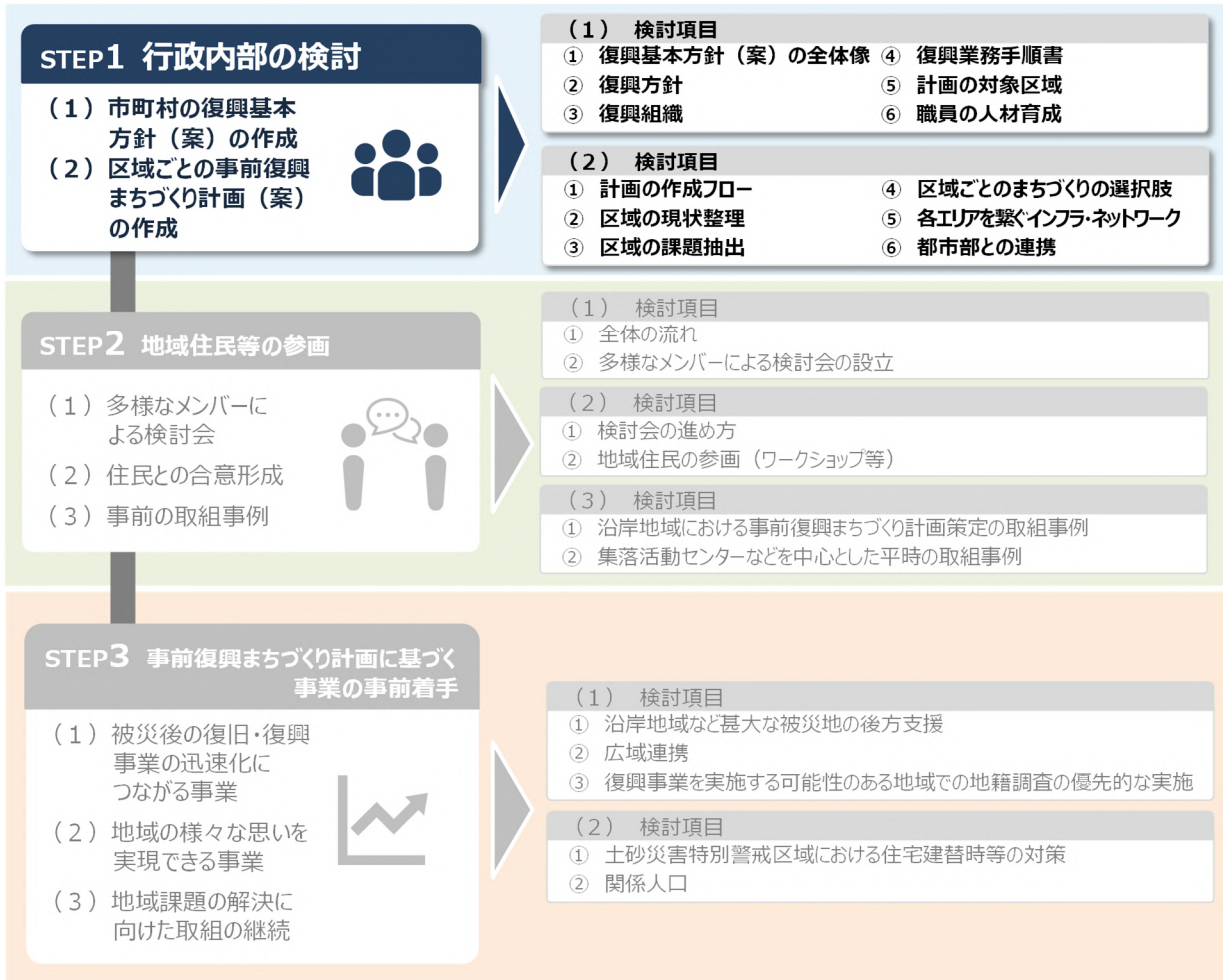 STEP1 行政内部の検討
（１）市町村の復興基本
方針（案）の作成
（２）区域ごとの事前復興
まちづくり計画（案）
の作成
（１） 検討項目
① 復興基本方針（案）の全体像
② 復興方針
③ 復興組織
④ 復興業務手順書
⑤ 計画の対象区域
⑥ 職員の人材育成
（２） 検討項目
① 計画の作成フロー
② 区域の現状整理
③ 区域の課題抽出
④ 区域ごとのまちづくりの選択肢
⑤ 各エリアを繋ぐインフラ・ネットワーク
⑥ 都市部との連携
STEP2 地域住民等の参画
（１）多様なメンバーに
よる検討会
（２）住民との合意形成
（３）事前の取組事例
（１） 検討項目
① 全体の流れ
② 多様なメンバーによる検討会の設立
（２） 検討項目
① 検討会の進め方
② 地域住民の参画（ワークショップ等）
（３） 検討項目
① 沿岸地域における事前復興まちづくり計画策定の取組事例
② 集落活動センターなどを中心とした平時の取組事例
STEP3 事前復興まちづくり計画に基づく
事業の事前着手
（１）被災後の復旧・復興
事業の迅速化に
つながる事業
（２）地域の様々な思いを
実現できる事業
（３）地域課題の解決に
向けた取組の継続
（１） 検討項目
① 沿岸地域など甚大な被災地の後方支援
② 広域連携
③ 復興事業を実施する可能性のある地域での地籍調査の優先的な実施
（２） 検討項目
① 土砂災害特別警戒区域における住宅建替時等の対策
② 関係人口